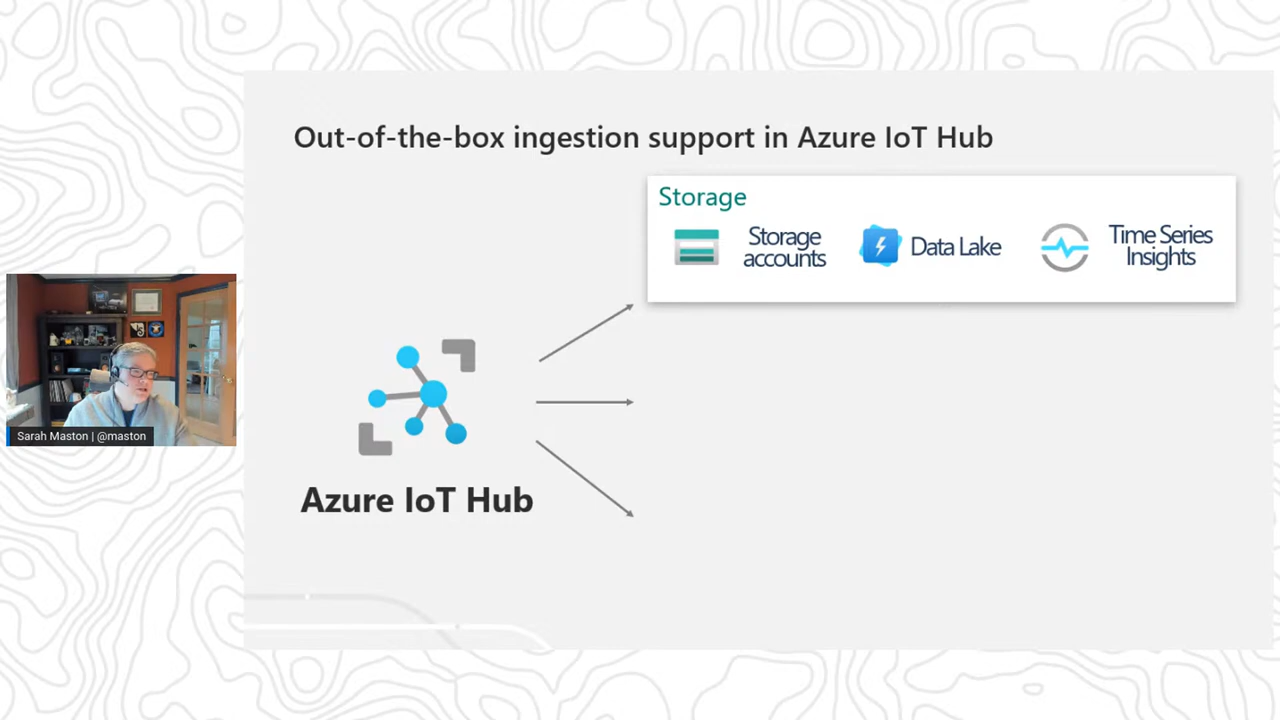 Out-of-the-box ingestion support in Azure IoT Hub
Storage
Storage
accounts
Data Lake
Time Series
Insights
Azure IoT Hub
Sarah Maston | @maston